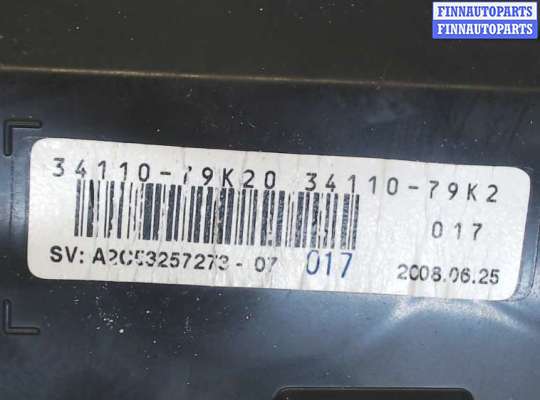 FINNAUTOPARTS
FINNAUTOPARTS
34110-79K20 34110-79K2
017
SV: A2C53257273-07 017 2008.06.25